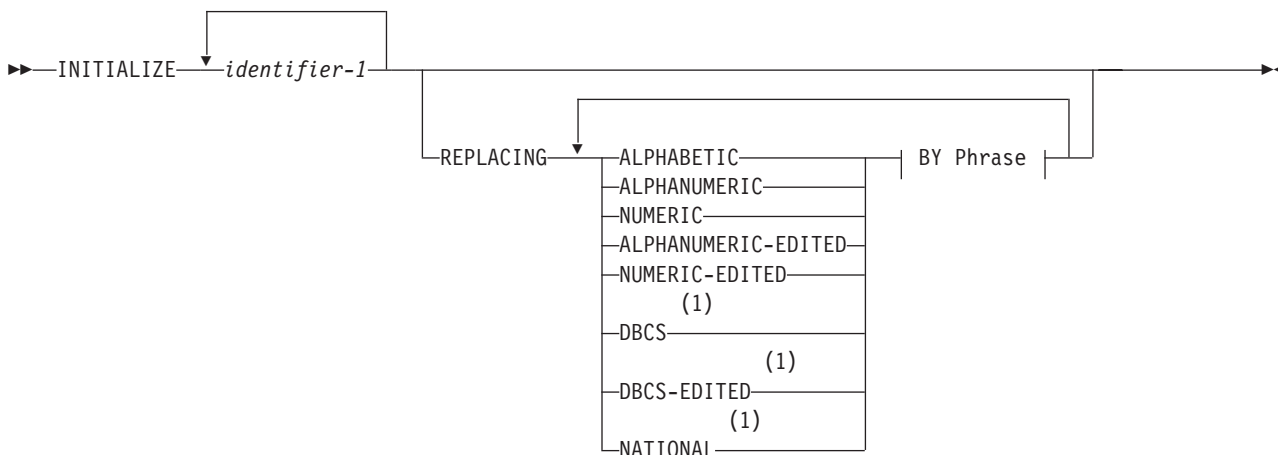 INITIALIZE identifier-1
REPLACING ALPHABETIC BY Phrase
ALPHANUMERIC
NUMERIC
ALPHANUMERIC-EDITED
NUMERIC-EDITED
(1)
DBCS
(1)
DBCS-EDITED
(1)
NATIONAL